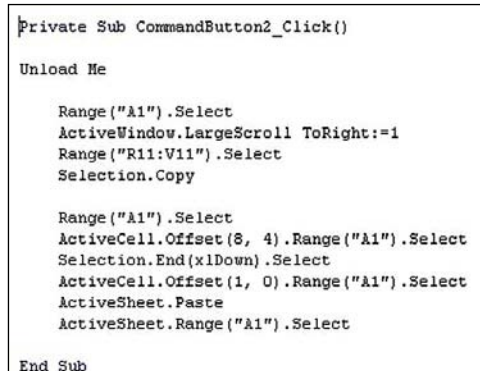 Private Sub CommandButton2_Click()
Unload Me
Range("A1").Select
ActiveWindow.LargeScroll ToRight:=1
Range("R11:V11").Select
Selection.Copy
Range("A1").Select
ActiveCell.Offset(8, 4).Range("A1").Select
Selection.End(xlDown).Select
ActiveCell.Offset(1, 0).Range("A1").Select
ActiveSheet.Paste
ActiveSheet.Range("A1").Select
End Sub